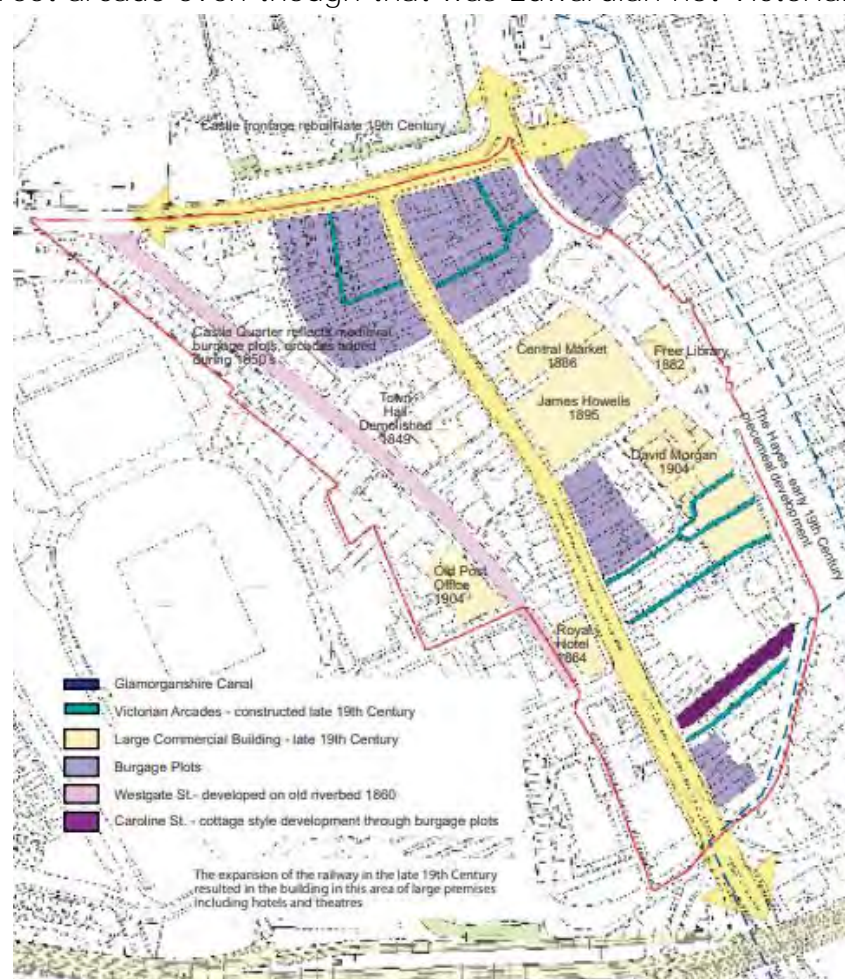 arcade even though that was Edwardian not Victorian
Castle frontage rebuilt late 19th Century
Castle Quarter reflects medieval
burgage plots, arcades added
during 1850's
Central Market
1886
Free Library
1882
James Howells
1895
Town
Hall
Demolished
1849
David Morgan
1904
The Hayes - early 19th Century
piecemeal development
Old Post
Office
1904
Royal
Hotel
1864
Glamorganshire Canal
Victorian Arcades - constructed late 19th Century
Large Commercial Building - late 19th Century
Burgage Plots
Westgate St.- developed on old riverbed 1860
Caroline St. - cottage style development through burgage plots
The expansion of the railway in the late 19th Century
resulted in the building in this area of large premises
including hotels and theatres